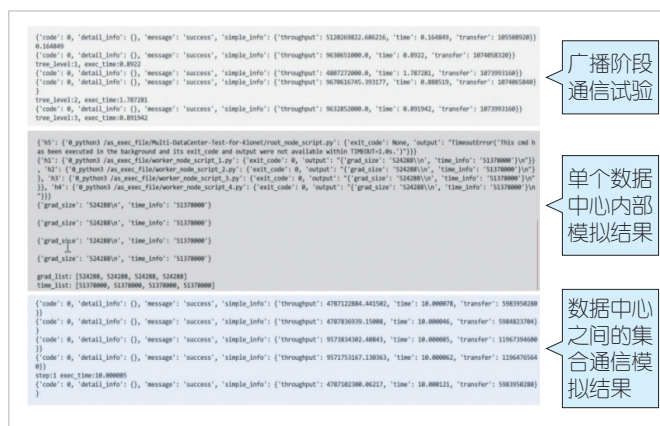 {'code': 0, 'detail_info': {}, 'message': 'success', 'simple_info': {'throughput': 5120269822.686216, 'time': 0.164849, 'transfer': 105508920}}
0.164849
{'code': 0, 'detail_info': {}, 'message': 'success', 'simple_info': {'throughput': 9630651000.0, 'time': 0.8922, 'transfer': 1074058320}}
tree_level:1, exec_time:0.8922
{'code': 0, 'detail_info': {}, 'message': 'success', 'simple_info': {'throughput': 4807272000.0, 'time': 1.787281, 'transfer': 1073993160}}
{'code': 0, 'detail_info': {}, 'message': 'success', 'simple_info': {'throughput': 9670616745.393177, 'time': 0.888519, 'transfer': 1074065840}
}
tree_level:2, exec_time:1.787281
{'code': 0, 'detail_info': {}, 'message': 'success', 'simple_info': {'throughput': 9632852000.0, 'time': 0.891942, 'transfer': 1073993160}}
tree_level:3, exec_time:0.891942
广播阶段
通信试验
{'h5': {'0_python3 /as_exec_file/Multi-DataCenter-Test-for-Klonet/root_node_script.py': {'exit_code': None, 'output': "TimeoutError('This cmd h
as been executed in the background and its exit_code and output were not available within TIMEOUT=1.0s.')"}}}
{'h1': {'0_python3 /as_exec_file/worker_node_script_1.py': {'exit_code': 0, 'output': "{'grad_size': '524288\\n', 'time_info': '51378000'}\n"}}
, 'h2': {'0_python3 /as_exec_file/worker_node_script_2.py': {'exit_code': 0, 'output': "{'grad_size': '524288\\n', 'time_info': '51378000'}\n"}
}, 'h3': {'0_python3 /as_exec_file/worker_node_script_3.py': {'exit_code': 0, 'output': "{'grad_size': '524288\\n', 'time_info': '51378000'}\n"
}}, 'h4': {'0_python3 /as_exec_file/worker_node_script_4.py': {'exit_code': 0, 'output': "{'grad_size': '524288\\n', 'time_info': '51378000'}\n
"}}}
{'grad_size': '524288\n', 'time_info': '51378000'}
{'grad_size': '524288\n', 'time_info': '51378000'}
{'grad_size': '524288\n', 'time_info': '51378000'}
{'grad_size': '524288\n', 'time_info': '51378000'}
grad_list: [524288, 524288, 524288, 524288]
time_list: [51378000, 51378000, 51378000, 51378000]
单个数据
中心内部
模拟结果
{'code': 0, 'detail_info': {}, 'message': 'success', 'simple_info': {'throughput': 4787122884.441502, 'time': 10.000078, 'transfer': 5983950280
}}
{'code': 0, 'detail_info': {}, 'message': 'success', 'simple_info': {'throughput': 4787836939.15008, 'time': 10.000046, 'transfer': 5984823704}
}
{'code': 0, 'detail_info': {}, 'message': 'success', 'simple_info': {'throughput': 9573834302.40843, 'time': 10.000085, 'transfer': 11967394600
}}
{'code': 0, 'detail_info': {}, 'message': 'success', 'simple_info': {'throughput': 9571753167.130363, 'time': 10.000062, 'transfer': 1196476564
0}}
step:1 exec_time:10.000085
{'code': 0, 'detail_info': {}, 'message': 'success', 'simple_info': {'throughput': 4787102300.06217, 'time': 10.000121, 'transfer': 5983950280}
}
数据中心
之间的集
合通信模
拟结果